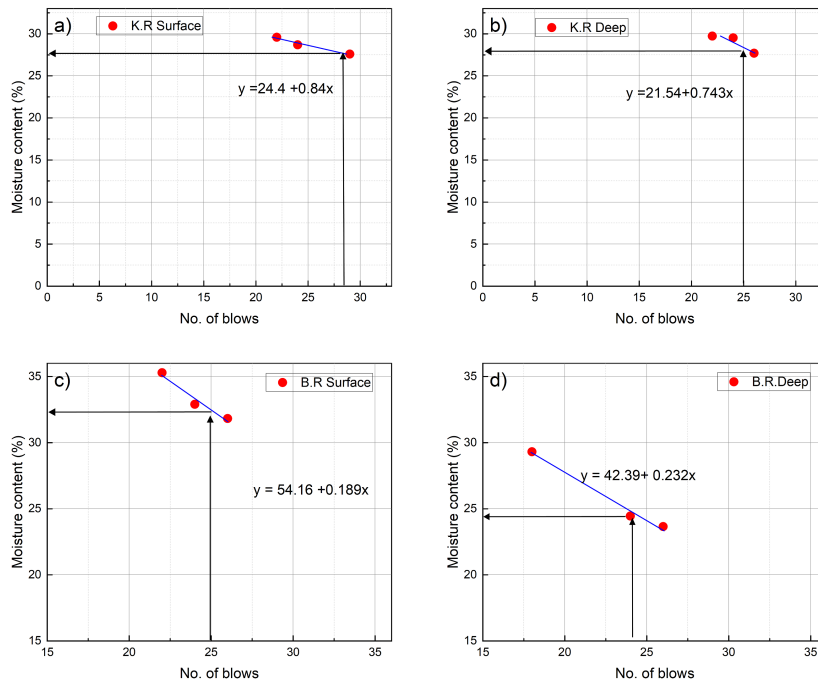 a)
K.R Surface
y =24.4 +0.84x
Moisture content (%)
0
5
10
15
20
25
30
0
5
10
15
20
25
30
No. of blows
b)
K.R Deep
y =21.54+0.743x
Moisture content (%)
0
5
10
15
20
25
30
0
5
10
15
20
25
30
No. of blows
c)
B.R Surface
y = 54.16 +0.189x
Moisture content (%)
15
20
25
30
35
15
20
25
30
35
No. of blows
d)
B.R.Deep
y = 42.39+ 0.232x
Moisture content (%)
15
20
25
30
35
15
20
25
30
35
No. of blows